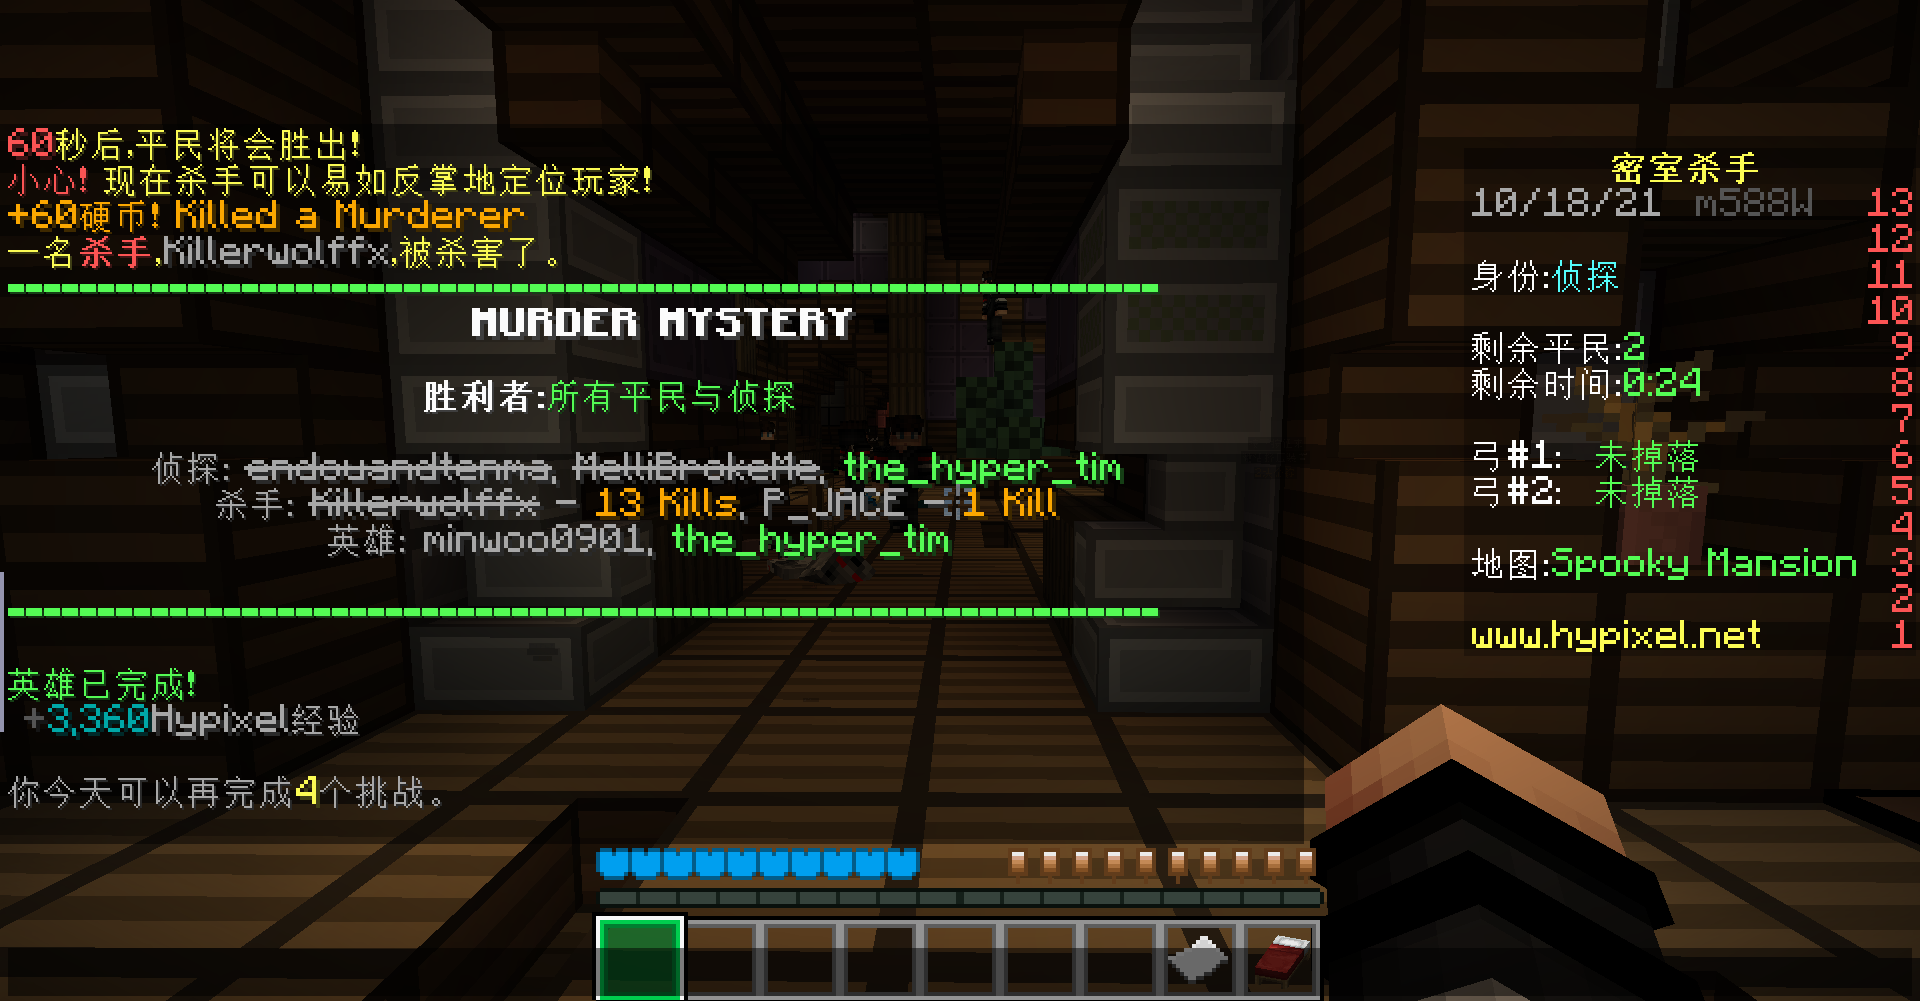 60秒后,平民将会胜出!
小心! 现在杀手可以易如反掌地定位玩家!
+60硬币! Killed a Murderer
一名杀手,Killerwolffx,被杀害了。
MURDER MYSTERY
胜利者:所有平民与侦探
侦探: endouandtenma, MelliBrokeMe, the_hyper_tim
杀手: Killerwolffx - 13 Kills, P_JACE - 1 Kill
英雄: minwoo0901, the_hyper_tim
英雄已完成!
+3,360Hypixel经验
你今天可以再完成4个挑战。
密室杀手
10/18/21 m588W 13
12
身份:侦探 11
10
剩余平民:2 9
剩余时间:0:24 8
7
弓#1: 未掉落 6
弓#2: 未掉落 5
4
地图:Spooky Mansion 3
2
www.hypixel.net 1